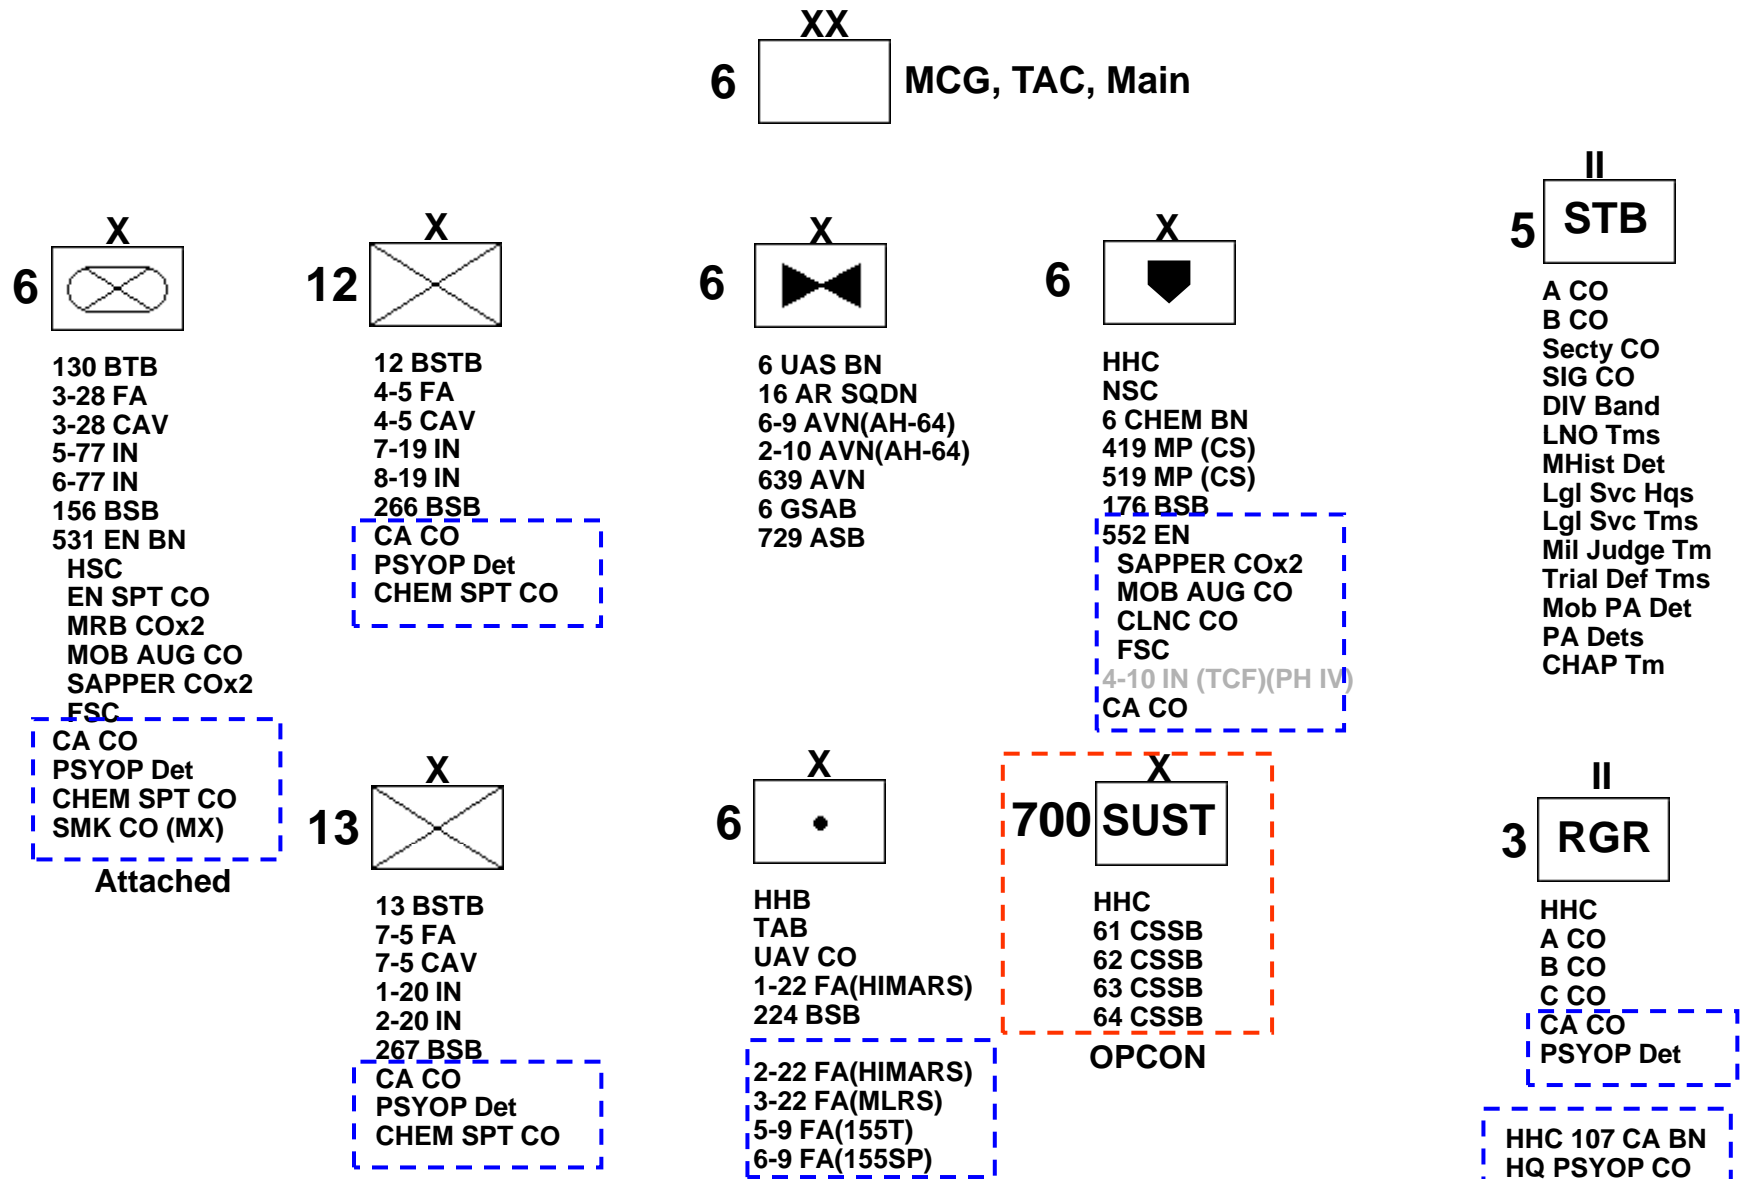 XX
6
MCG, TAC, Main
X
6
130 BTB
3-28 FA
3-28 CAV
5-77 IN
6-77 IN
156 BSB
531 EN BN
HSC
EN SPT CO
MRB COx2
MOB AUG CO
SAPPER COx2
FSC
CA CO
PSYOP Det
CHEM SPT CO
SMK CO (MX)
Attached
X
12
12 BSTB
4-5 FA
4-5 CAV
7-19 IN
8-19 IN
266 BSB
CA CO
PSYOP Det
CHEM SPT CO
X
13
13 BSTB
7-5 FA
7-5 CAV
1-20 IN
2-20 IN
267 BSB
CA CO
PSYOP Det
CHEM SPT CO
X
6
6 UAS BN
16 AR SQDN
6-9 AVN(AH-64)
2-10 AVN(AH-64)
639 AVN
6 GSAB
729 ASB
X
6
HHB
TAB
UAV CO
1-22 FA(HIMARS)
224 BSB
2-22 FA(HIMARS)
3-22 FA(MLRS)
5-9 FA(155T)
6-9 FA(155SP)
X
6
HHC
NSC
6 CHEM BN
419 MP (CS)
519 MP (CS)
176 BSB
552 EN
SAPPER COx2
MOB AUG CO
CLNC CO
FSC
4-10 IN (TCF)(PH IV)
CA CO
X
700 SUST
HHC
61 CSSB
62 CSSB
63 CSSB
64 CSSB
OPCON
II
5 STB
A CO
B CO
Secty CO
SIG CO
DIV Band
LNO Tms
MHist Det
Lgl Svc Hqs
Lgl Svc Tms
Mil Judge Tm
Trial Def Tms
Mob PA Det
PA Dets
CHAP Tm
II
3 RGR
HHC
A CO
B CO
C CO
CA CO
PSYOP Det
HHC 107 CA BN
HQ PSYOP CO